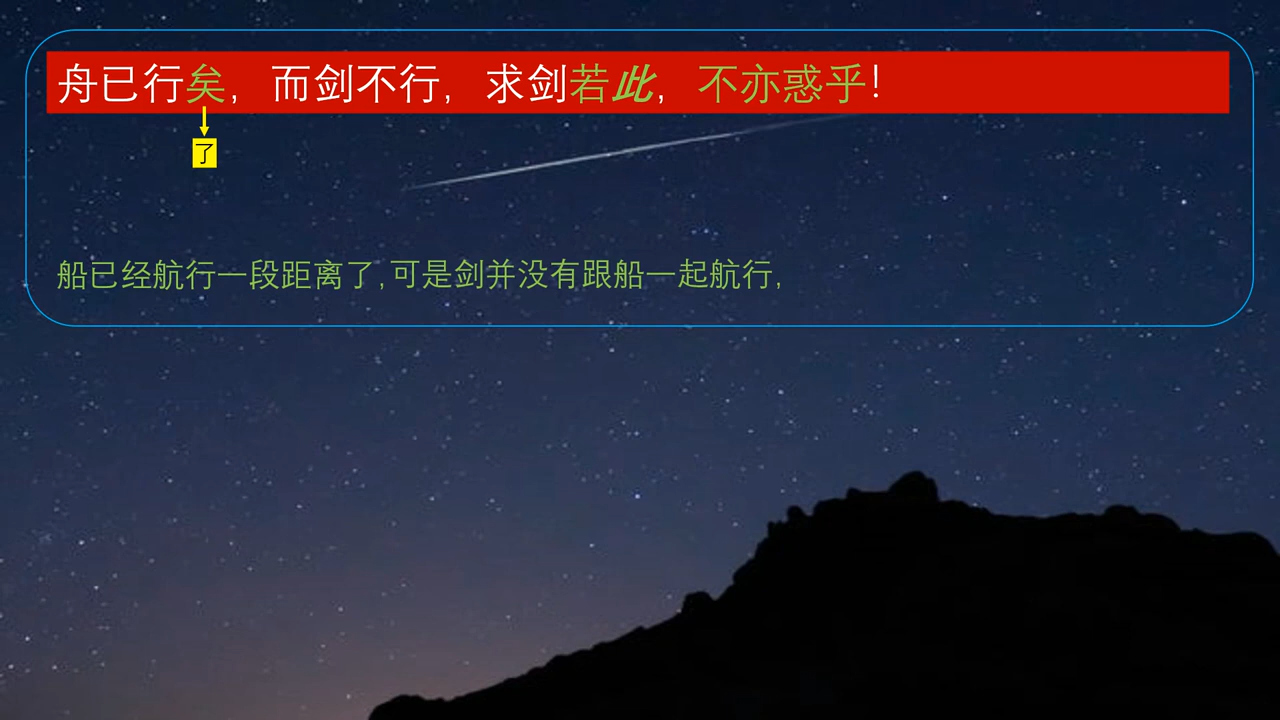 舟已行矣，而剑不行，求剑若此，不亦惑乎！
了
船已经航行一段距离了,可是剑并没有跟船一起航行,